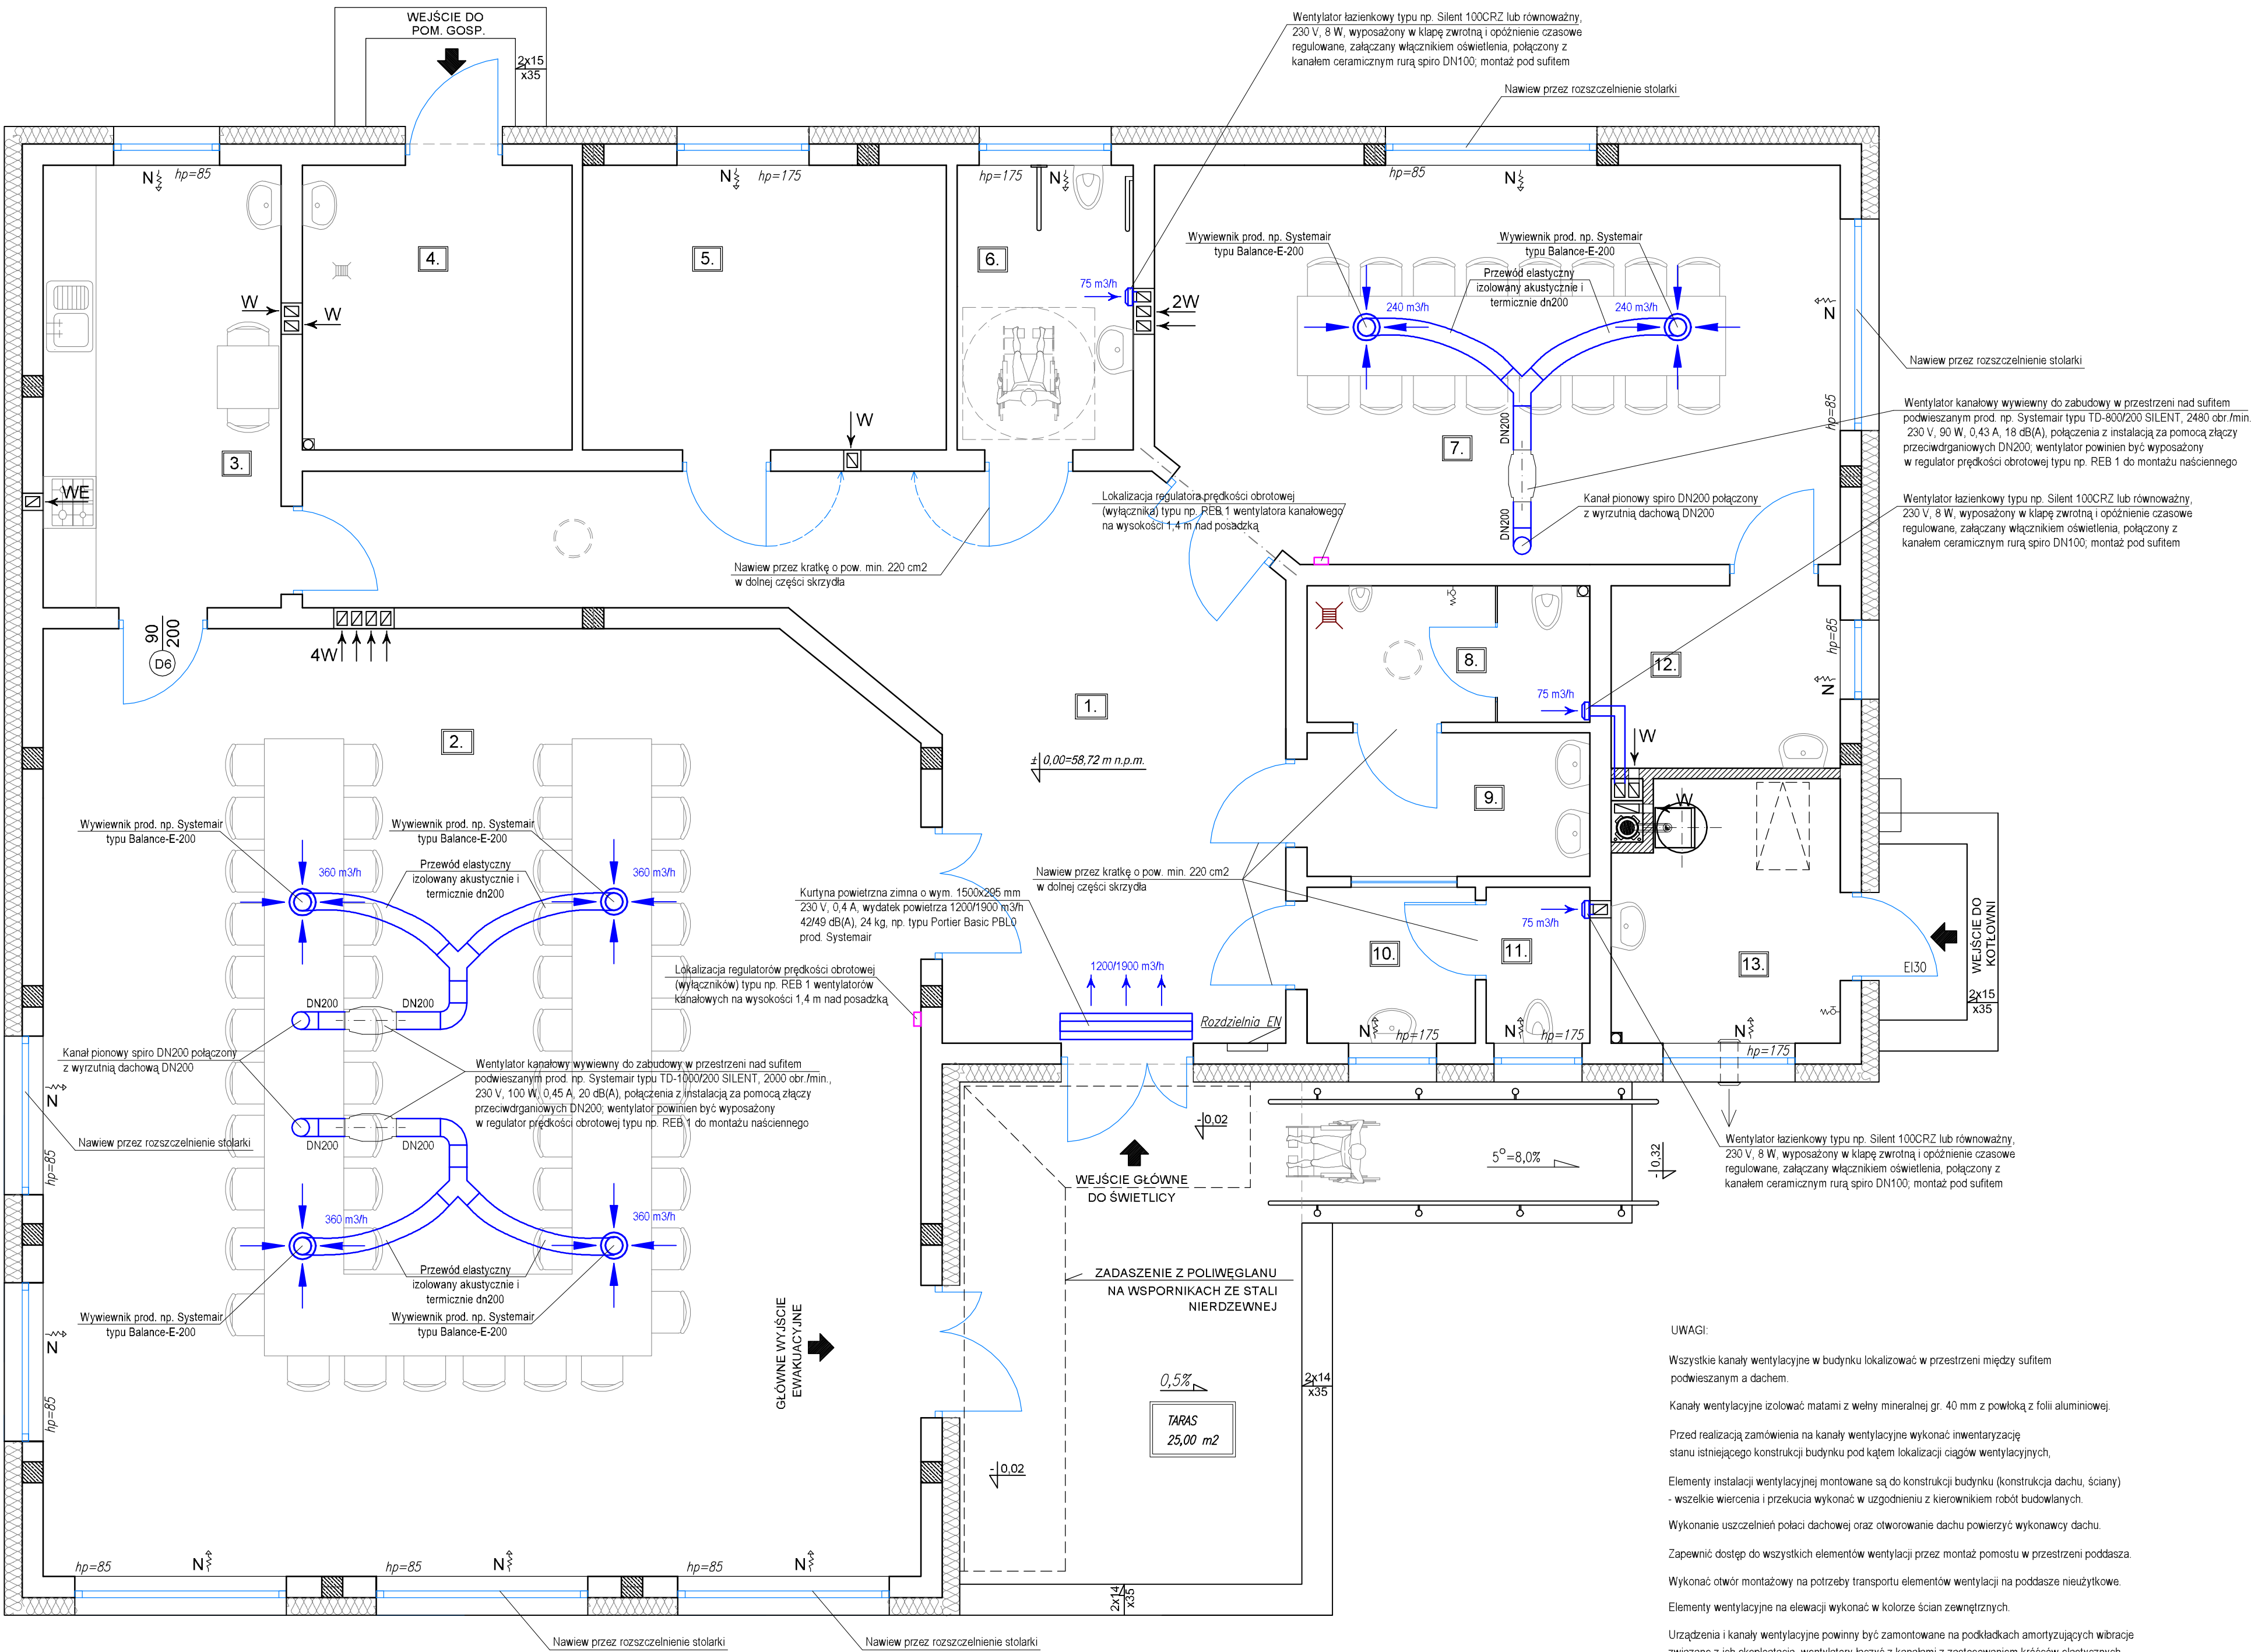 WEJŚCIE DO
POM. GOSP.
2x15
x35
Wentylator łazienkowy typu np. Silent 100CRZ lub równoważny,
230 V, 8 W, wyposażony w klapę zwrotną i opóźnienie czasowe
regulowane, załączany włącznikiem oświetlenia, połączony z
kanałem ceramicznym rurą spiro DN100; montaż pod sufitem
Nawiew przez rozszczelnienie stolarki
N
hp=85
N
hp=175
hp=175
N
hp=85
N
4.
5.
6.
75 m3/h
2W
W
W
W
3.
WE
Wywiewnik prod. np. Systemair
typu Balance-E-200
Wywiewnik prod. np. Systemair
typu Balance-E-200
Przewód elastyczny
izolowany akustycznie i
termicznie dn200
240 m3/h
240 m3/h
N
hp=85
DN200
DN200
7.
Nawiew przez rozszczelnienie stolarki
Wentylator kanałowy wywiewny do zabudowy w przestrzeni nad sufitem
podwieszanym prod. np. Systemair typu TD-800/200 SILENT, 2480 obr./min.
230 V, 90 W, 0,43 A, 18 dB(A), połączenia z instalacją za pomocą złączy
przeciwdrganiowych DN200; wentylator powinien być wyposażony
w regulator prędkości obrotowej typu np. REB 1 do montażu naściennego
Lokalizacja regulatora prędkości obrotowej
(wyłącznika) typu np. REB 1 wentylatora kanałowego
na wysokości 1,4 m nad posadzką
Kanał pionowy spiro DN200 połączony
z wyrzutnią dachową DN200
Wentylator łazienkowy typu np. Silent 100CRZ lub równoważny,
230 V, 8 W, wyposażony w klapę zwrotną i opóźnienie czasowe
regulowane, załączany włącznikiem oświetlenia, połączony z
kanałem ceramicznym rurą spiro DN100; montaż pod sufitem
Nawiew przez kratkę o pow. min. 220 cm2
w dolnej części skrzydła
90
200
D6
4W
2.
1.
± 0,00=58,72 m n.p.m.
8.
75 m3/h
12.
hp=85
N
W
9.
W
Wywiewnik prod. np. Systemair
typu Balance-E-200
Wywiewnik prod. np. Systemair
typu Balance-E-200
360 m3/h
Przewód elastyczny
izolowany akustycznie i
termicznie dn200
360 m3/h
Kurtyna powietrzna zimna o wym. 1500x295 mm
230 V, 0,4 A, wydatek powietrza 1200/1900 m3/h
42/49 dB(A), 24 kg, np. typu Portier Basic PBL0
prod. Systemair
Nawiew przez kratkę o pow. min. 220 cm2
w dolnej części skrzydła
75 m3/h
10.
11.
13.
EI30
WEJŚCIE DO
KOTŁOWNI
2x15
x35
1200/1900 m3/h
Rozdzielnia EN
N
hp=175
N
hp=175
N
hp=175
Lokalizacja regulatorów prędkości obrotowej
(wyłączników) typu np. REB 1 wentylatorów
kanałowych na wysokości 1,4 m nad posadzką
DN200
DN200
Kanał pionowy spiro DN200 połączony
z wyrzutnią dachową DN200
Wentylator kanałowy wywiewny do zabudowy w przestrzeni nad sufitem
podwieszanym prod. np. Systemair typu TD-1000/200 SILENT, 2000 obr./min.,
230 V, 100 W, 0,45 A, 20 dB(A), połączenia z instalacją za pomocą złączy
przeciwdrganiowych DN200; wentylator powinien być wyposażony
w regulator prędkości obrotowej typu np. REB 1 do montażu naściennego
N
Nawiew przez rozszczelnienie stolarki
hp=85
DN200
DN200
360 m3/h
360 m3/h
Przewód elastyczny
izolowany akustycznie i
termicznie dn200
Wywiewnik prod. np. Systemair
typu Balance-E-200
Wywiewnik prod. np. Systemair
typu Balance-E-200
N
hp=85
GŁÓWNE WYJŚCIE
EWAKUACYJNE
-0,02
WEJŚCIE GŁÓWNE
DO ŚWIETLICY
5°=8,0%
-0,32
Wentylator łazienkowy typu np. Silent 100CRZ lub równoważny,
230 V, 8 W, wyposażony w klapę zwrotną i opóźnienie czasowe
regulowane, załączany włącznikiem oświetlenia, połączony z
kanałem ceramicznym rurą spiro DN100; montaż pod sufitem
ZADASZENIE Z POLIWĘGLANU
NA WSPORNIKACH ZE STALI
NIERDZEWNEJ
0,5%
2x14
x35
TARAS
25,00 m2
-0,02
2x14
x35
hp=85
N
hp=85
N
hp=85
N
Nawiew przez rozszczelnienie stolarki
Nawiew przez rozszczelnienie stolarki
UWAGI:
Wszystkie kanały wentylacyjne w budynku lokalizować w przestrzeni między sufitem
podwieszanym a dachem.
Kanały wentylacyjne izolować matami z wełny mineralnej gr. 40 mm z powłoką z folii aluminiowej.
Przed realizacją zamówienia na kanały wentylacyjne wykonać inwentaryzację
stanu istniejącego konstrukcji budynku pod kątem lokalizacji ciągów wentylacyjnych,
Elementy instalacji wentylacyjnej montowane są do konstrukcji budynku (konstrukcja dachu, ściany)
- wszelkie wiercenia i przekucia wykonać w uzgodnieniu z kierownikiem robót budowlanych.
Wykonanie uszczelnień połaci dachowej oraz otworowanie dachu powierzyć wykonawcy dachu.
Zapewnić dostęp do wszystkich elementów wentylacji przez montaż pomostu w przestrzeni poddasza.
Wykonać otwór montażowy na potrzeby transportu elementów wentylacji na poddasze nieużytkowe.
Elementy wentylacyjne na elewacji wykonać w kolorze ścian zewnętrznych.
Urządzenia i kanały wentylacyjne powinny być zamontowane na podkładkach amortyzujących wibracje